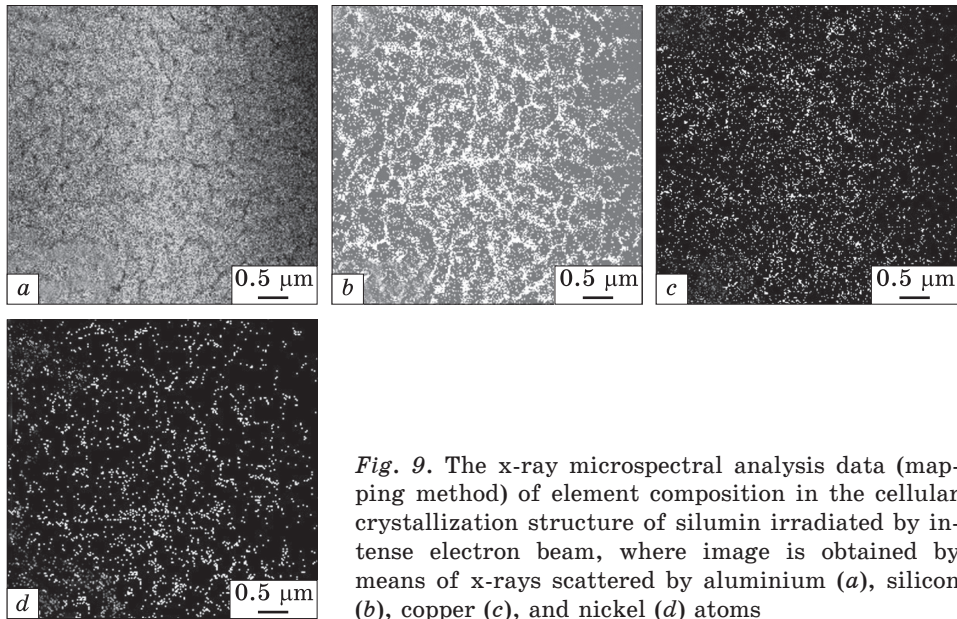 a
0.5 μm
b
0.5 μm
c
0.5 μm
d
0.5 μm
Fig. 9. The x-ray microspectral analysis data (map-
ping method) of element composition in the cellular
crystallization structure of silumin irradiated by in-
tense electron beam, where image is obtained by
means of x-rays scattered by aluminium (a), silicon
(b), copper (c), and nickel (d) atoms